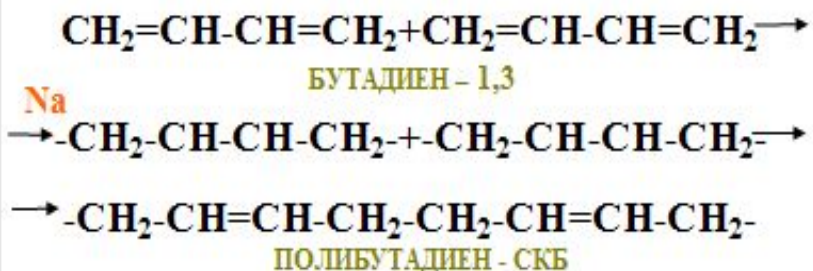 CH₂=CH-CH=CH₂+CH₂=CH-CH=CH₂→
БУТАДИЕН – 1,3
Na
→-CH₂-CH-CH-CH₂-+-CH₂-CH-CH-CH₂-→
→-CH₂-CH=CH-CH₂-CH₂-CH=CH-CH₂-
ПОЛИБУТАДИЕН - СКБ